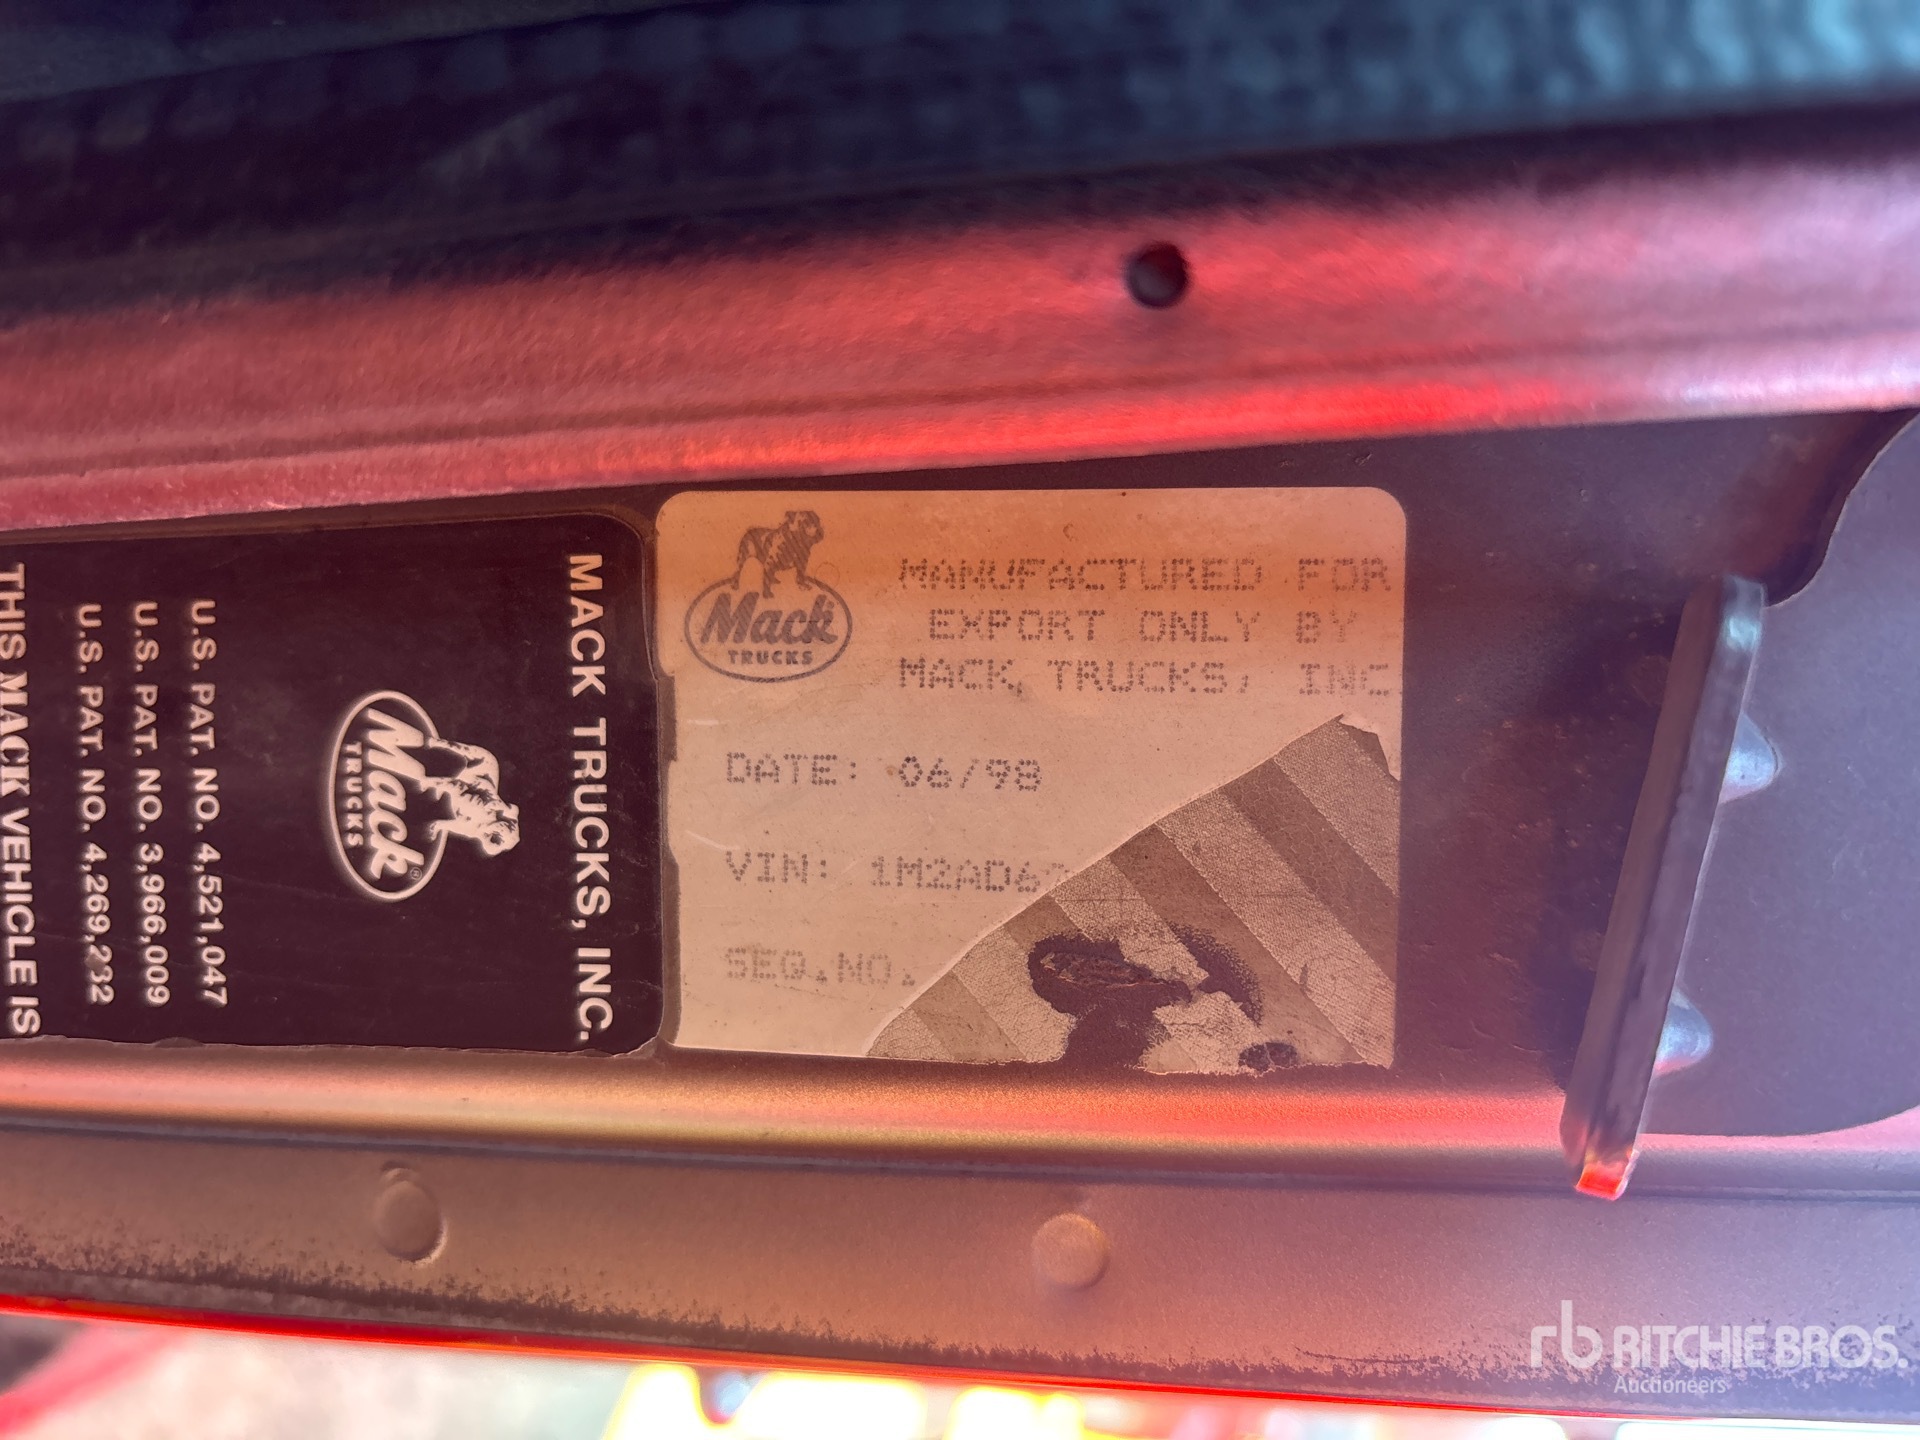 MACK TRUCKS, INC.
Mack®
TRUCKS
U.S. PAT. NO. 4,521,047
U.S. PAT. NO. 3,966,009
U.S. PAT. NO. 4,269,232
THIS MACK VEHICLE IS
Mack
TRUCKS
MANUFACTURED FOR
EXPORT ONLY BY
MACK TRUCKS, INC
DATE: 06/98
VIN: 1M2AD6
SEQ.NO.
rb RITCHIE BROS.
Auctioneers